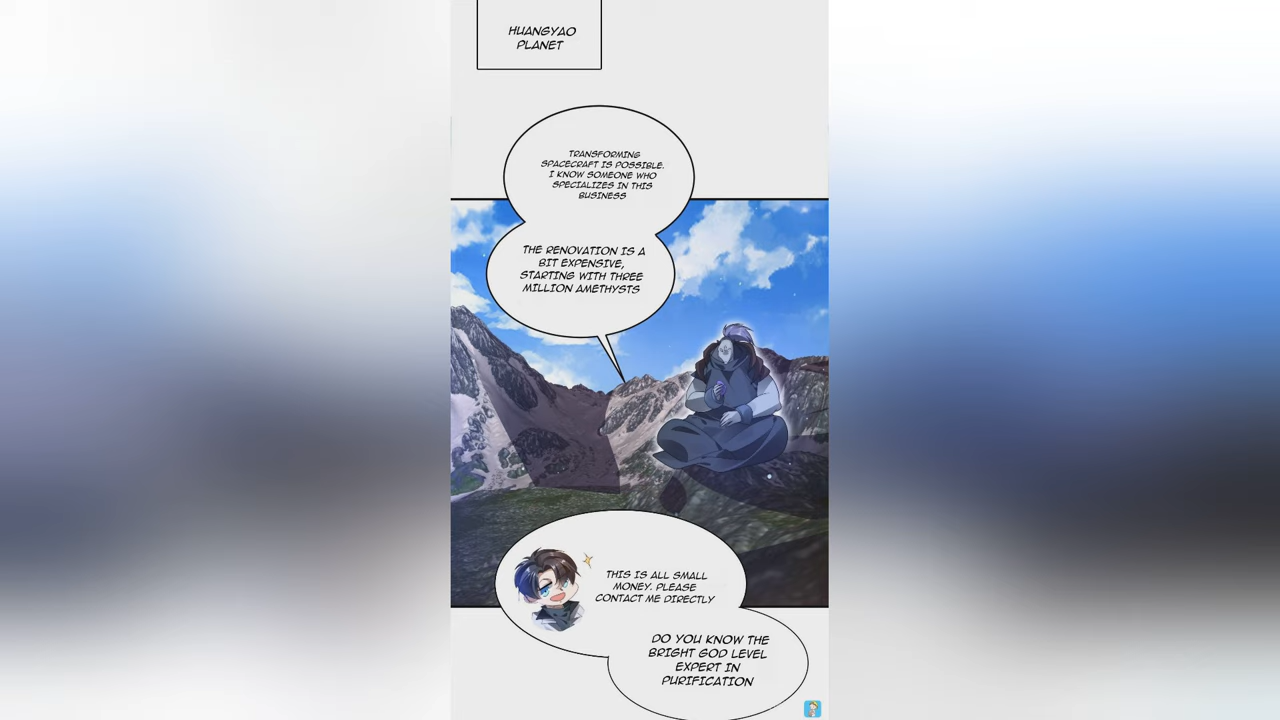 HUANGYAO
PLANET
TRANSFORMING
SPACECRAFT IS POSSIBLE.
I KNOW SOMEONE WHO
SPECIALIZES IN THIS
BUSINESS
THE RENOVATION IS A
BIT EXPENSIVE,
STARTING WITH THREE
MILLION AMETHYSTS
THIS IS ALL SMALL
MONEY. PLEASE
CONTACT ME DIRECTLY
DO YOU KNOW THE
BRIGHT GOD LEVEL
EXPERT IN
PURIFICATION